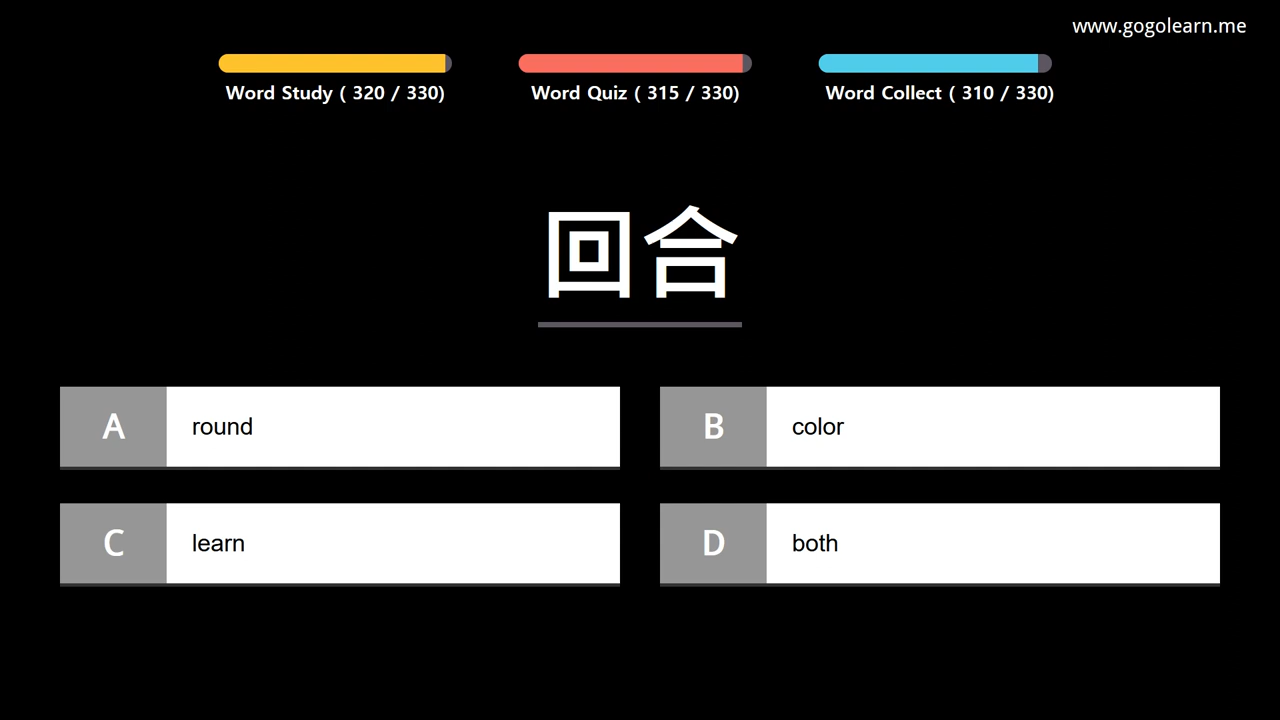 www.gogolearn.me
Word Study ( 320 / 330)
Word Quiz ( 315 / 330)
Word Collect ( 310 / 330)
回合
A round
B color
C learn
D both